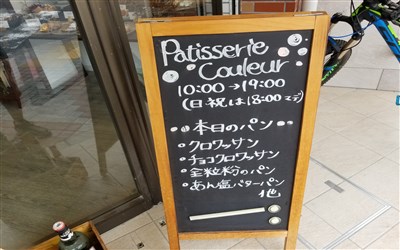 Patisserie
Couleur
10:00→19:00
(日祝は18:00マデ)
本日のパン
・クロワッサン
・チョコクロワッサン
・全粒粉のパン
・あん塩バターパン
他